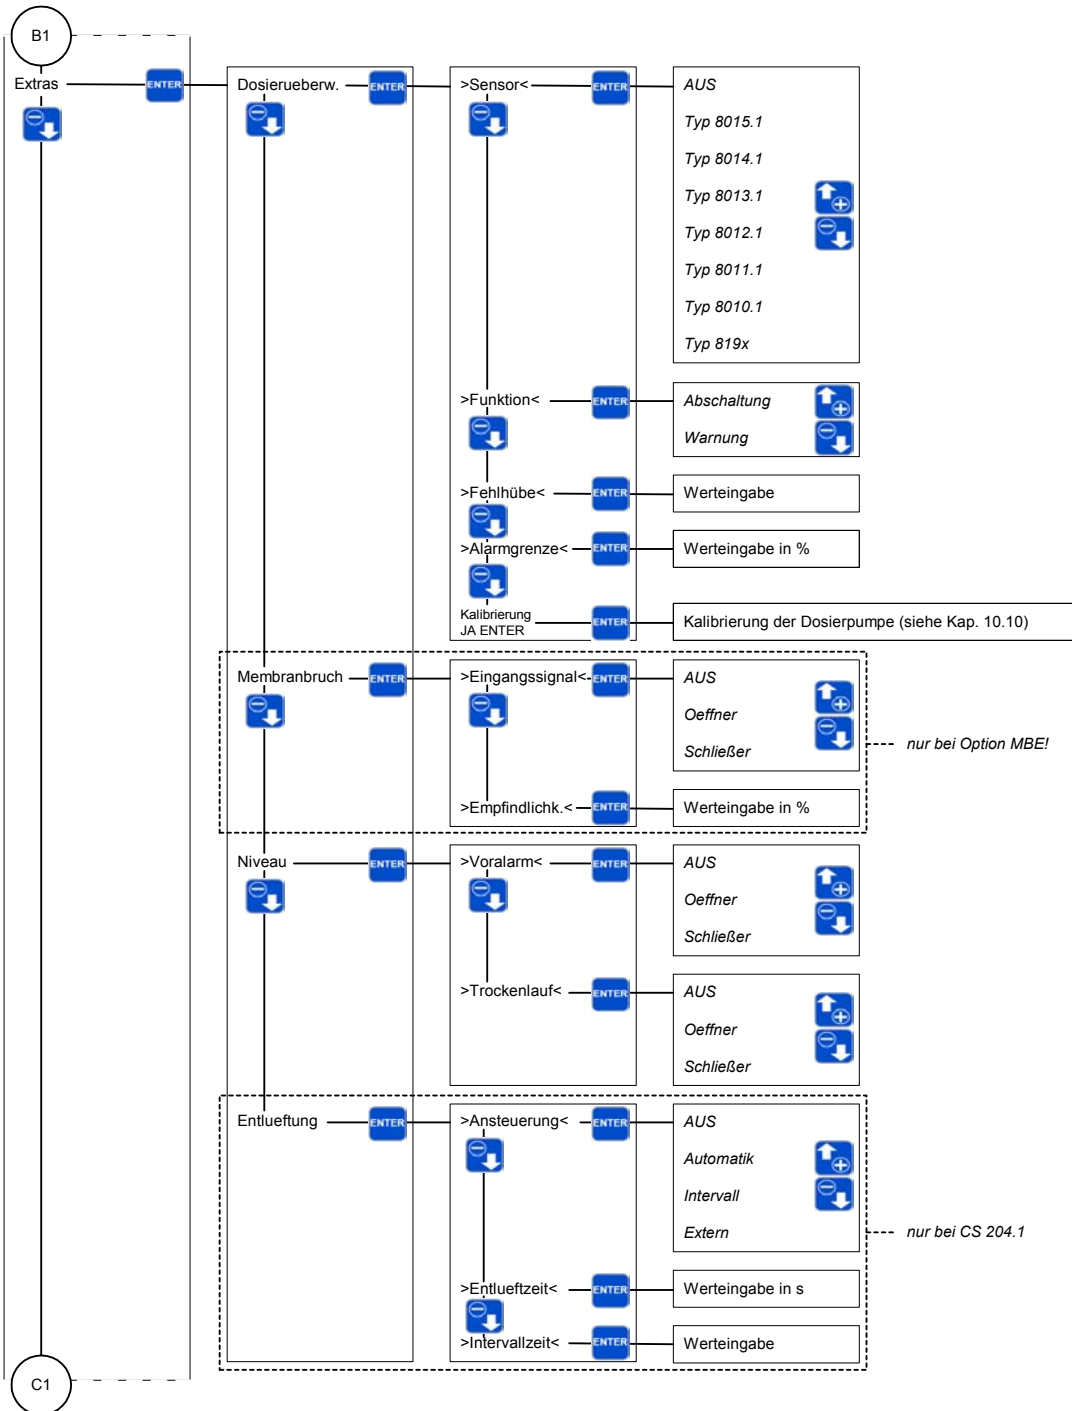 B1
Extras ENTER Dosierueberw. ENTER >Sensor< ENTER AUS
Typ 8015.1
Typ 8014.1
Typ 8013.1
Typ 8012.1
Typ 8011.1
Typ 8010.1
Typ 819x
>Funktion< ENTER Abschaltung
Warnung
>Fehlhübe< ENTER Werteingabe
>Alarmgrenze< ENTER Werteingabe in %
Kalibrierung
JA ENTER ENTER Kalibrierung der Dosierpumpe (siehe Kap. 10.10)
Membranbruch ENTER >Eingangssignal< ENTER AUS
Oeffner
Schließer
nur bei Option MBE!
>Empfindlichk.< ENTER Werteingabe in %
Niveau ENTER >Voralarm< ENTER AUS
Oeffner
Schließer
>Trockenlauf< ENTER AUS
Oeffner
Schließer
Entlueftung ENTER >Ansteuerung< ENTER AUS
Automatik
Intervall
Extern
nur bei CS 204.1
>Entlueftzeit< ENTER Werteingabe in s
>Intervallzeit< ENTER Werteingabe
C1